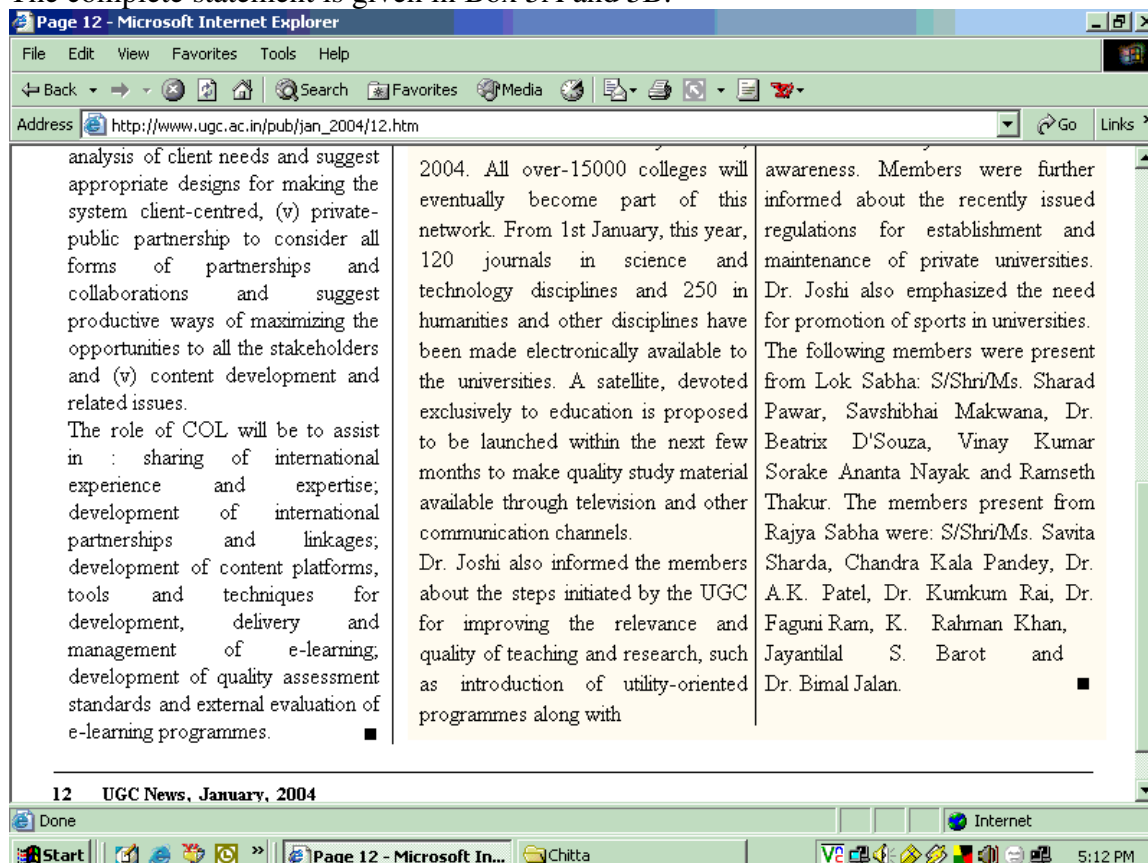 Page 12 - Microsoft Internet Explorer
File Edit View Favorites Tools Help
Back Search Favorites Media
Address http://www.ugc.ac.in/pub/jan_2004/12.htm Go Links
analysis of client needs and suggest
appropriate designs for making the
system client-centred, (v) private-
public partnership to consider all
forms of partnerships and
collaborations and suggest
productive ways of maximizing the
opportunities to all the stakeholders
and (v) content development and
related issues.
The role of COL will be to assist
in : sharing of international
experience and expertise;
development of international
partnerships and linkages;
development of content platforms,
tools and techniques for
development, delivery and
management of e-learning;
development of quality assessment
standards and external evaluation of
e-learning programmes. ■
2004. All over-15000 colleges will
eventually become part of this
network. From 1st January, this year,
120 journals in science and
technology disciplines and 250 in
humanities and other disciplines have
been made electronically available to
the universities. A satellite, devoted
exclusively to education is proposed
to be launched within the next few
months to make quality study material
available through television and other
communication channels.
Dr. Joshi also informed the members
about the steps initiated by the UGC
for improving the relevance and
quality of teaching and research, such
as introduction of utility-oriented
programmes along with
awareness. Members were further
informed about the recently issued
regulations for establishment and
maintenance of private universities.
Dr. Joshi also emphasized the need
for promotion of sports in universities.
The following members were present
from Lok Sabha: S/Shri/Ms. Sharad
Pawar, Savshibhai Makwana, Dr.
Beatrix D'Souza, Vinay Kumar
Sorake Ananta Nayak and Ramseth
Thakur. The members present from
Rajya Sabha were: S/Shri/Ms. Savita
Sharda, Chandra Kala Pandey, Dr.
A.K. Patel, Dr. Kumkum Rai, Dr.
Faguni Ram, K. Rahman Khan,
Jayantilal S. Barot and
Dr. Bimal Jalan. ■
12 UGC News, January, 2004
Done Internet
Start Page 12 - Microsoft In... Chitta 5:12 PM